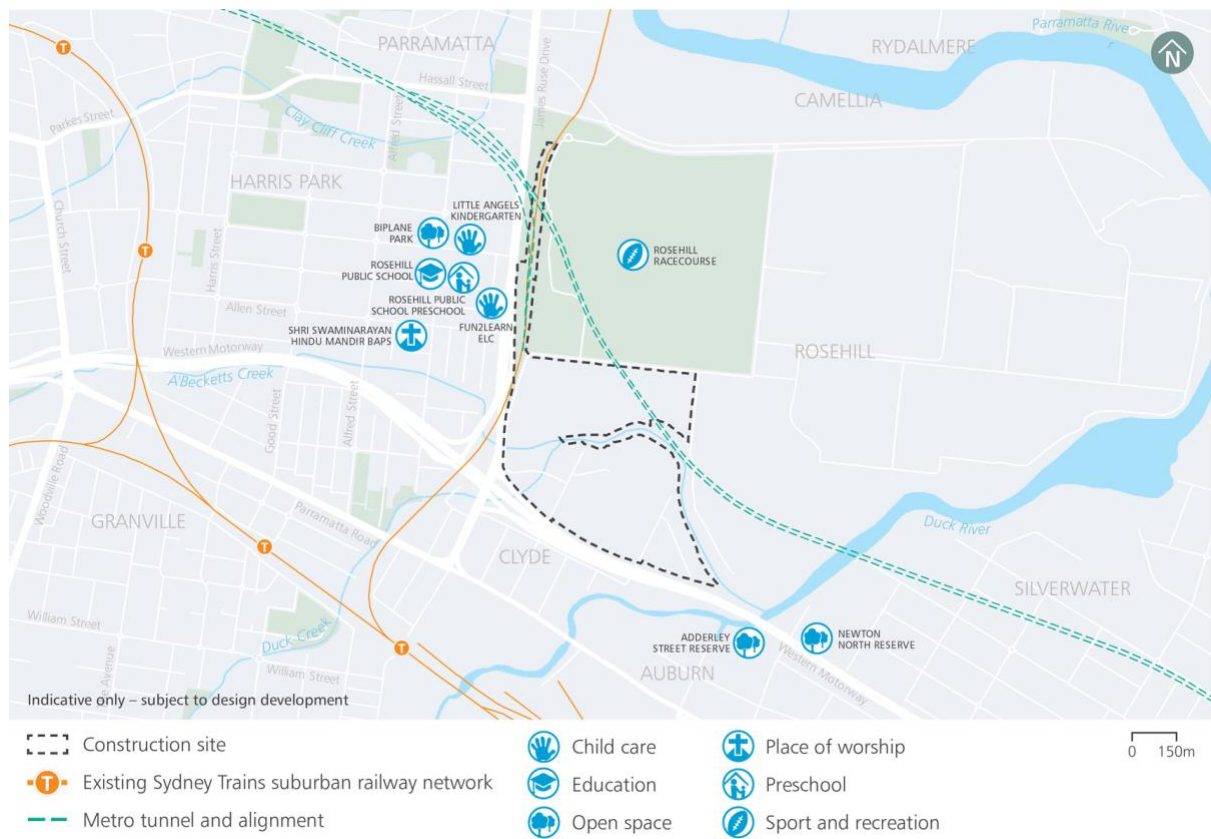 PARRAMATTA
RYDALMERE
Parramatta River
N
Hassall Street
James Ruse Drive
CAMELLIA
Parkes Street
Clay Cliff Creek
Alfred Street
HARRIS PARK
Church Street
Harris Street
LITTLE ANGELS
KINDERGARTEN
BIPLANE
PARK
ROSEHILL
RACECOURSE
ROSEHILL
PUBLIC SCHOOL
ROSEHILL PUBLIC
SCHOOL PRESCHOOL
Allen Street
FUN2LEARN
ELC
SHRI SWAMINARAYAN
HINDU MANDIR BAPS
Western Motorway
ROSEHILL
A'Becketts Creek
Good Street
Alfred Street
Woodville Road
GRANVILLE
Parramatta Road
Duck River
CLYDE
SILVERWATER
William Street
Duck Creek
ADDERLEY
STREET RESERVE
NEWTON
NORTH RESERVE
AUBURN
Western Motorway
William Street
Avenue
T
T
T
T
Indicative only – subject to design development
Construction site
T Existing Sydney Trains suburban railway network
Metro tunnel and alignment
Child care
Education
Open space
Place of worship
Preschool
Sport and recreation
0 150m